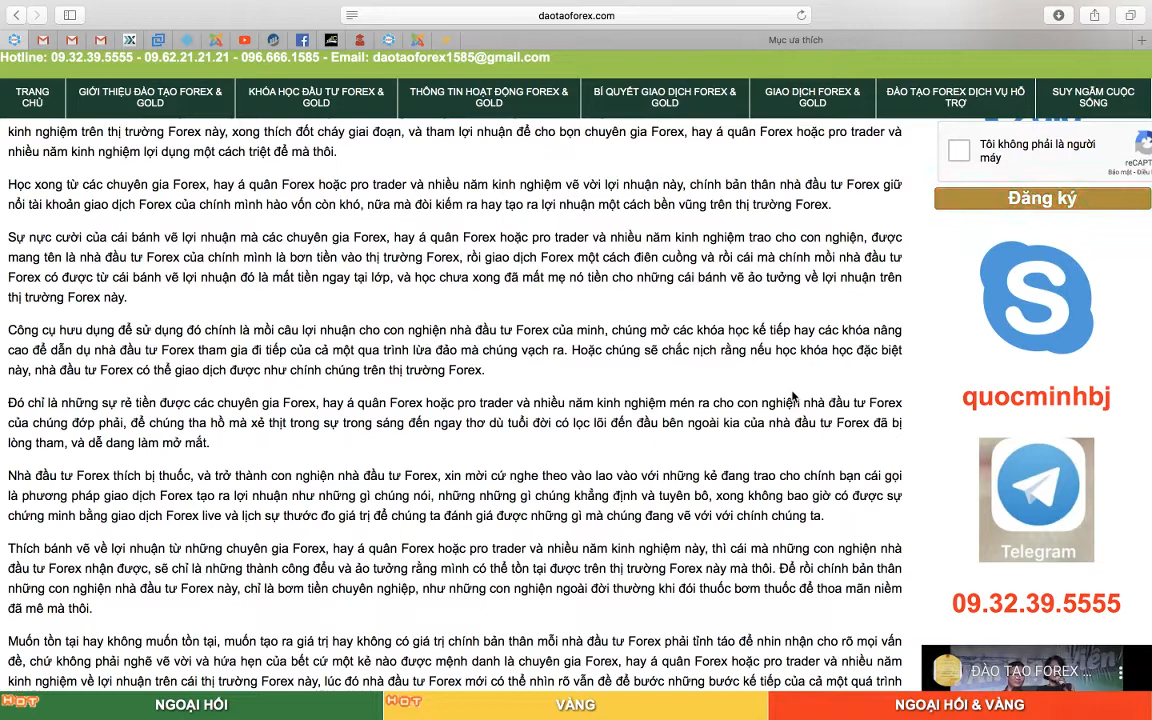 daotaoforex.com
Mục ưa thích
Hotline: 09.32.39.5555 - 09.62.21.21.21 - 096.666.1585 - Email: daotaoforex1585@gmail.com
TRANG CHỦ
GIỚI THIỆU ĐÀO TẠO FOREX & GOLD
KHÓA HỌC ĐẦU TƯ FOREX & GOLD
THÔNG TIN HOẠT ĐỘNG FOREX & GOLD
BÍ QUYẾT GIAO DỊCH FOREX & GOLD
GIAO DỊCH FOREX & GOLD
ĐÀO TẠO FOREX DỊCH VỤ HỖ TRỢ
SUY NGẪM CUỘC SỐNG
kinh nghiệm trên thị trường Forex này, xong thích đốt cháy giai đoạn, và tham lợi nhuận để cho bọn chuyên gia Forex, hay á quân Forex hoặc pro trader và
nhiều năm kinh nghiệm lợi dụng một cách triệt để mà thôi.
Học xong từ các chuyên gia Forex, hay á quân Forex hoặc pro trader và nhiều năm kinh nghiệm vẽ vời lợi nhuận này, chính bản thân nhà đầu tư Forex giữ
nổi tài khoản giao dịch Forex của chính mình hào vốn còn khó, nữa mà đòi kiếm ra hay tạo ra lợi nhuận một cách bền vững trên thị trường Forex.
Sự nực cười của cái bánh vẽ lợi nhuận mà các chuyên gia Forex, hay á quân Forex hoặc pro trader và nhiều năm kinh nghiệm trao cho con nghiện, được
mang tên là nhà đầu tư Forex của chính mình là bơn tiền vào thị trường Forex, rồi giao dịch Forex một cách điên cuồng và rồi cái mà chính mồi nhà đầu tư
Forex có được từ cái bánh vẽ lợi nhuận đó là mất tiền ngay tại lớp, và học chưa xong đã mất mẹ nó tiền cho những cái bánh vẽ ảo tưởng về lợi nhuận trên
thị trường Forex này.
Công cụ hưu dụng để sử dụng đó chính là mồi câu lợi nhuận cho con nghiện nhà đầu tư Forex của minh, chúng mở các khóa học kế tiếp hay các khóa nâng
cao để dẫn dụ nhà đầu tư Forex tham gia đi tiếp của cả một qua trình lừa đảo mà chúng vạch ra. Hoặc chúng sẽ chắc nịch rằng nếu học khóa học đặc biệt
này, nhà đầu tư Forex có thể giao dịch được như chính chúng trên thị trường Forex.
Đó chỉ là những sự rẻ tiền được các chuyên gia Forex, hay á quân Forex hoặc pro trader và nhiều năm kinh nghiệm mén ra cho con nghiện nhà đầu tư Forex
của chúng đớp phải, để chúng tha hồ mà xẻ thịt trong sự trong sáng đến ngay thơ dù tuổi đời có lọc lõi đến đầu bên ngoài kia của nhà đầu tư Forex đã bị
lòng tham, và dễ dang làm mở mất.
Nhà đầu tư Forex thích bị thuốc, và trở thành con nghiện nhà đầu tư Forex, xin mời cứ nghe theo vào lao vào với những kẻ đang trao cho chính bạn cái gọi
là phương pháp giao dịch Forex tạo ra lợi nhuận như những gì chúng nói, những những gì chúng khẳng định và tuyên bô, xong không bao giờ có được sự
chứng minh bằng giao dịch Forex live và lịch sự thước đo giá trị để chúng ta đánh giá được những gì mà chúng đang vẽ với với chính chúng ta.
Thích bánh vẽ về lợi nhuận từ những chuyên gia Forex, hay á quân Forex hoặc pro trader và nhiều năm kinh nghiệm này, thì cái mà những con nghiện nhà
đầu tư Forex nhận được, sẽ chỉ là những thành công đểu và ảo tưởng rằng mình có thể tồn tại được trên thị trường Forex này mà thôi. Để rồi chính bản thân
những con nghiện nhà đầu tư Forex này, chỉ là bơm tiền chuyên nghiệp, như những con nghiện ngoài đời thường khi đói thuốc bơm thuốc để thoa mãn niềm
đã mê mà thôi.
Muốn tồn tại hay không muốn tồn tại, muốn tạo ra giá trị hay không có giá trị chính bản thân mỗi nhà đầu tư Forex phải tỉnh táo để nhin nhận cho rõ mọi vấn
đề, chứ không phải nghĩ vẽ vời và hứa hẹn của bết cứ một kẻ nào được mệnh danh là chuyên gia Forex, hay á quân Forex hoặc pro trader và nhiều năm
kinh nghiệm về lợi nhuận trên cái thị trường Forex này, lúc đó nhà đầu tư Forex mới có thể nhìn rõ vấn đề để bước những bước kế tiếp của cả một quá trình
Tôi không phải là người
máy
reCAPT
Bảo mật - Điều
Đăng ký
quocminhbj
Telegram
09.32.39.5555
ĐÀO TẠO FOREX ...
HOT NGOẠI HỐI
HOT VÀNG
NGOẠI HỐI & VÀNG